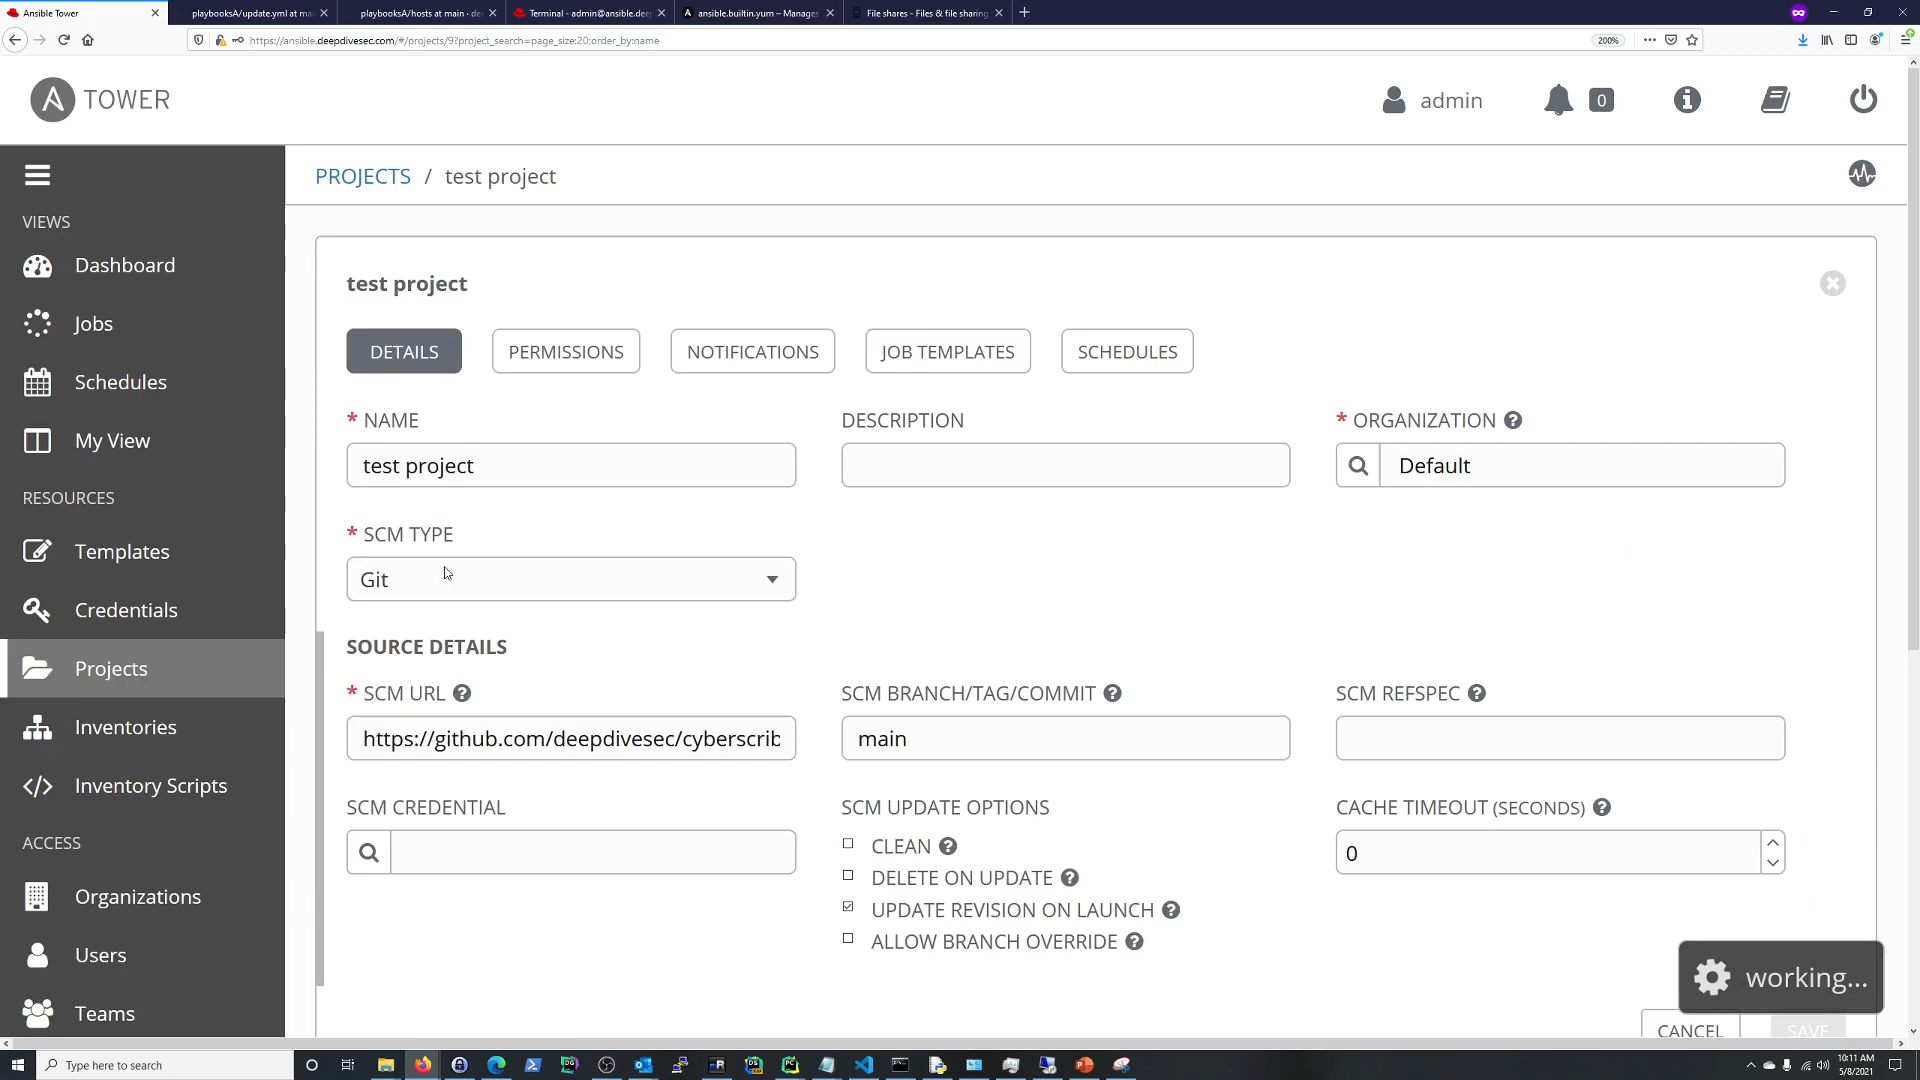 Ansible Tower
playbooksA/update.yml at mai
playbooksA/hosts at main · de
Terminal - admin@ansible.dee
ansible.builtin.yum – Manages
File shares - Files & file sharing
https://ansible.deepdivesec.com/#/projects/9?project_search=page_size:20;order_by:name
200%
TOWER
admin
0
PROJECTS / test project
VIEWS
Dashboard
Jobs
Schedules
My View
RESOURCES
Templates
Credentials
Projects
Inventories
Inventory Scripts
ACCESS
Organizations
Users
Teams
test project
DETAILS
PERMISSIONS
NOTIFICATIONS
JOB TEMPLATES
SCHEDULES
* NAME
DESCRIPTION
* ORGANIZATION
test project
Default
* SCM TYPE
Git
SOURCE DETAILS
* SCM URL
SCM BRANCH/TAG/COMMIT
SCM REFSPEC
https://github.com/deepdivesec/cyberscrib
main
SCM CREDENTIAL
SCM UPDATE OPTIONS
CACHE TIMEOUT (SECONDS)
CLEAN
DELETE ON UPDATE
UPDATE REVISION ON LAUNCH
ALLOW BRANCH OVERRIDE
0
working...
CANCEL
SAVE
Type here to search
10:11 AM
5/8/2021